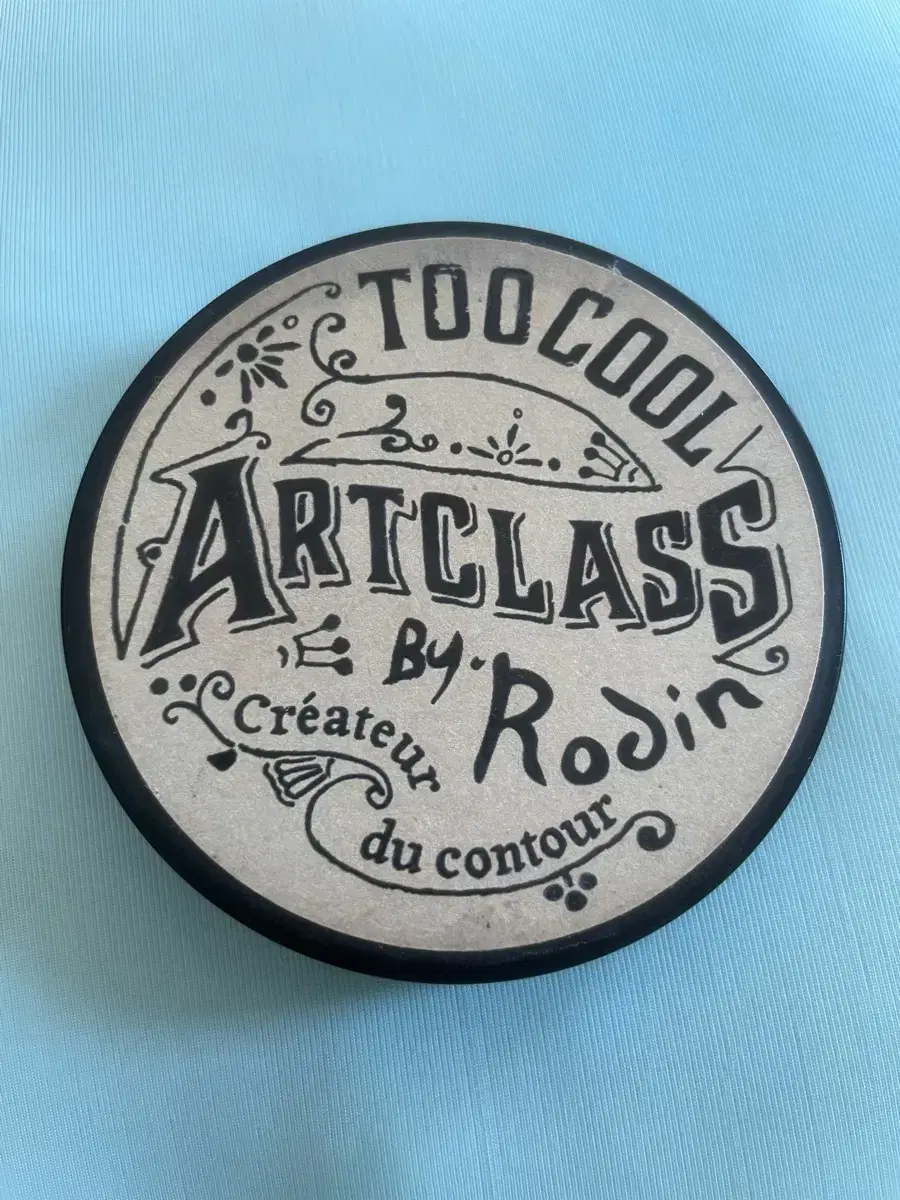 TOO COOL
ARTCLASS
BY. Rodin
Créateur
du contour